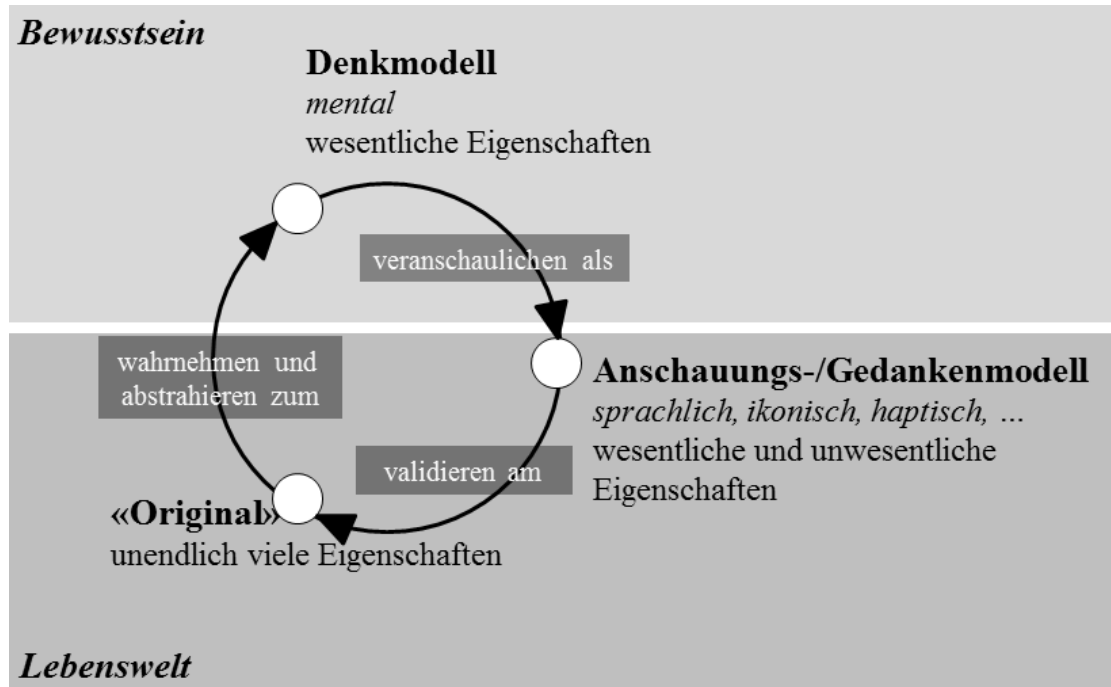 Bewusstsein
Denkmodell
mental
wesentliche Eigenschaften
veranschaulichen als
wahrnehmen und
abstrahieren zum
Anschauungs-/Gedankenmodell
sprachlich, ikonisch, haptisch, ...
wesentliche und unwesentliche
Eigenschaften
validieren am
«Original»
unendlich viele Eigenschaften
Lebenswelt